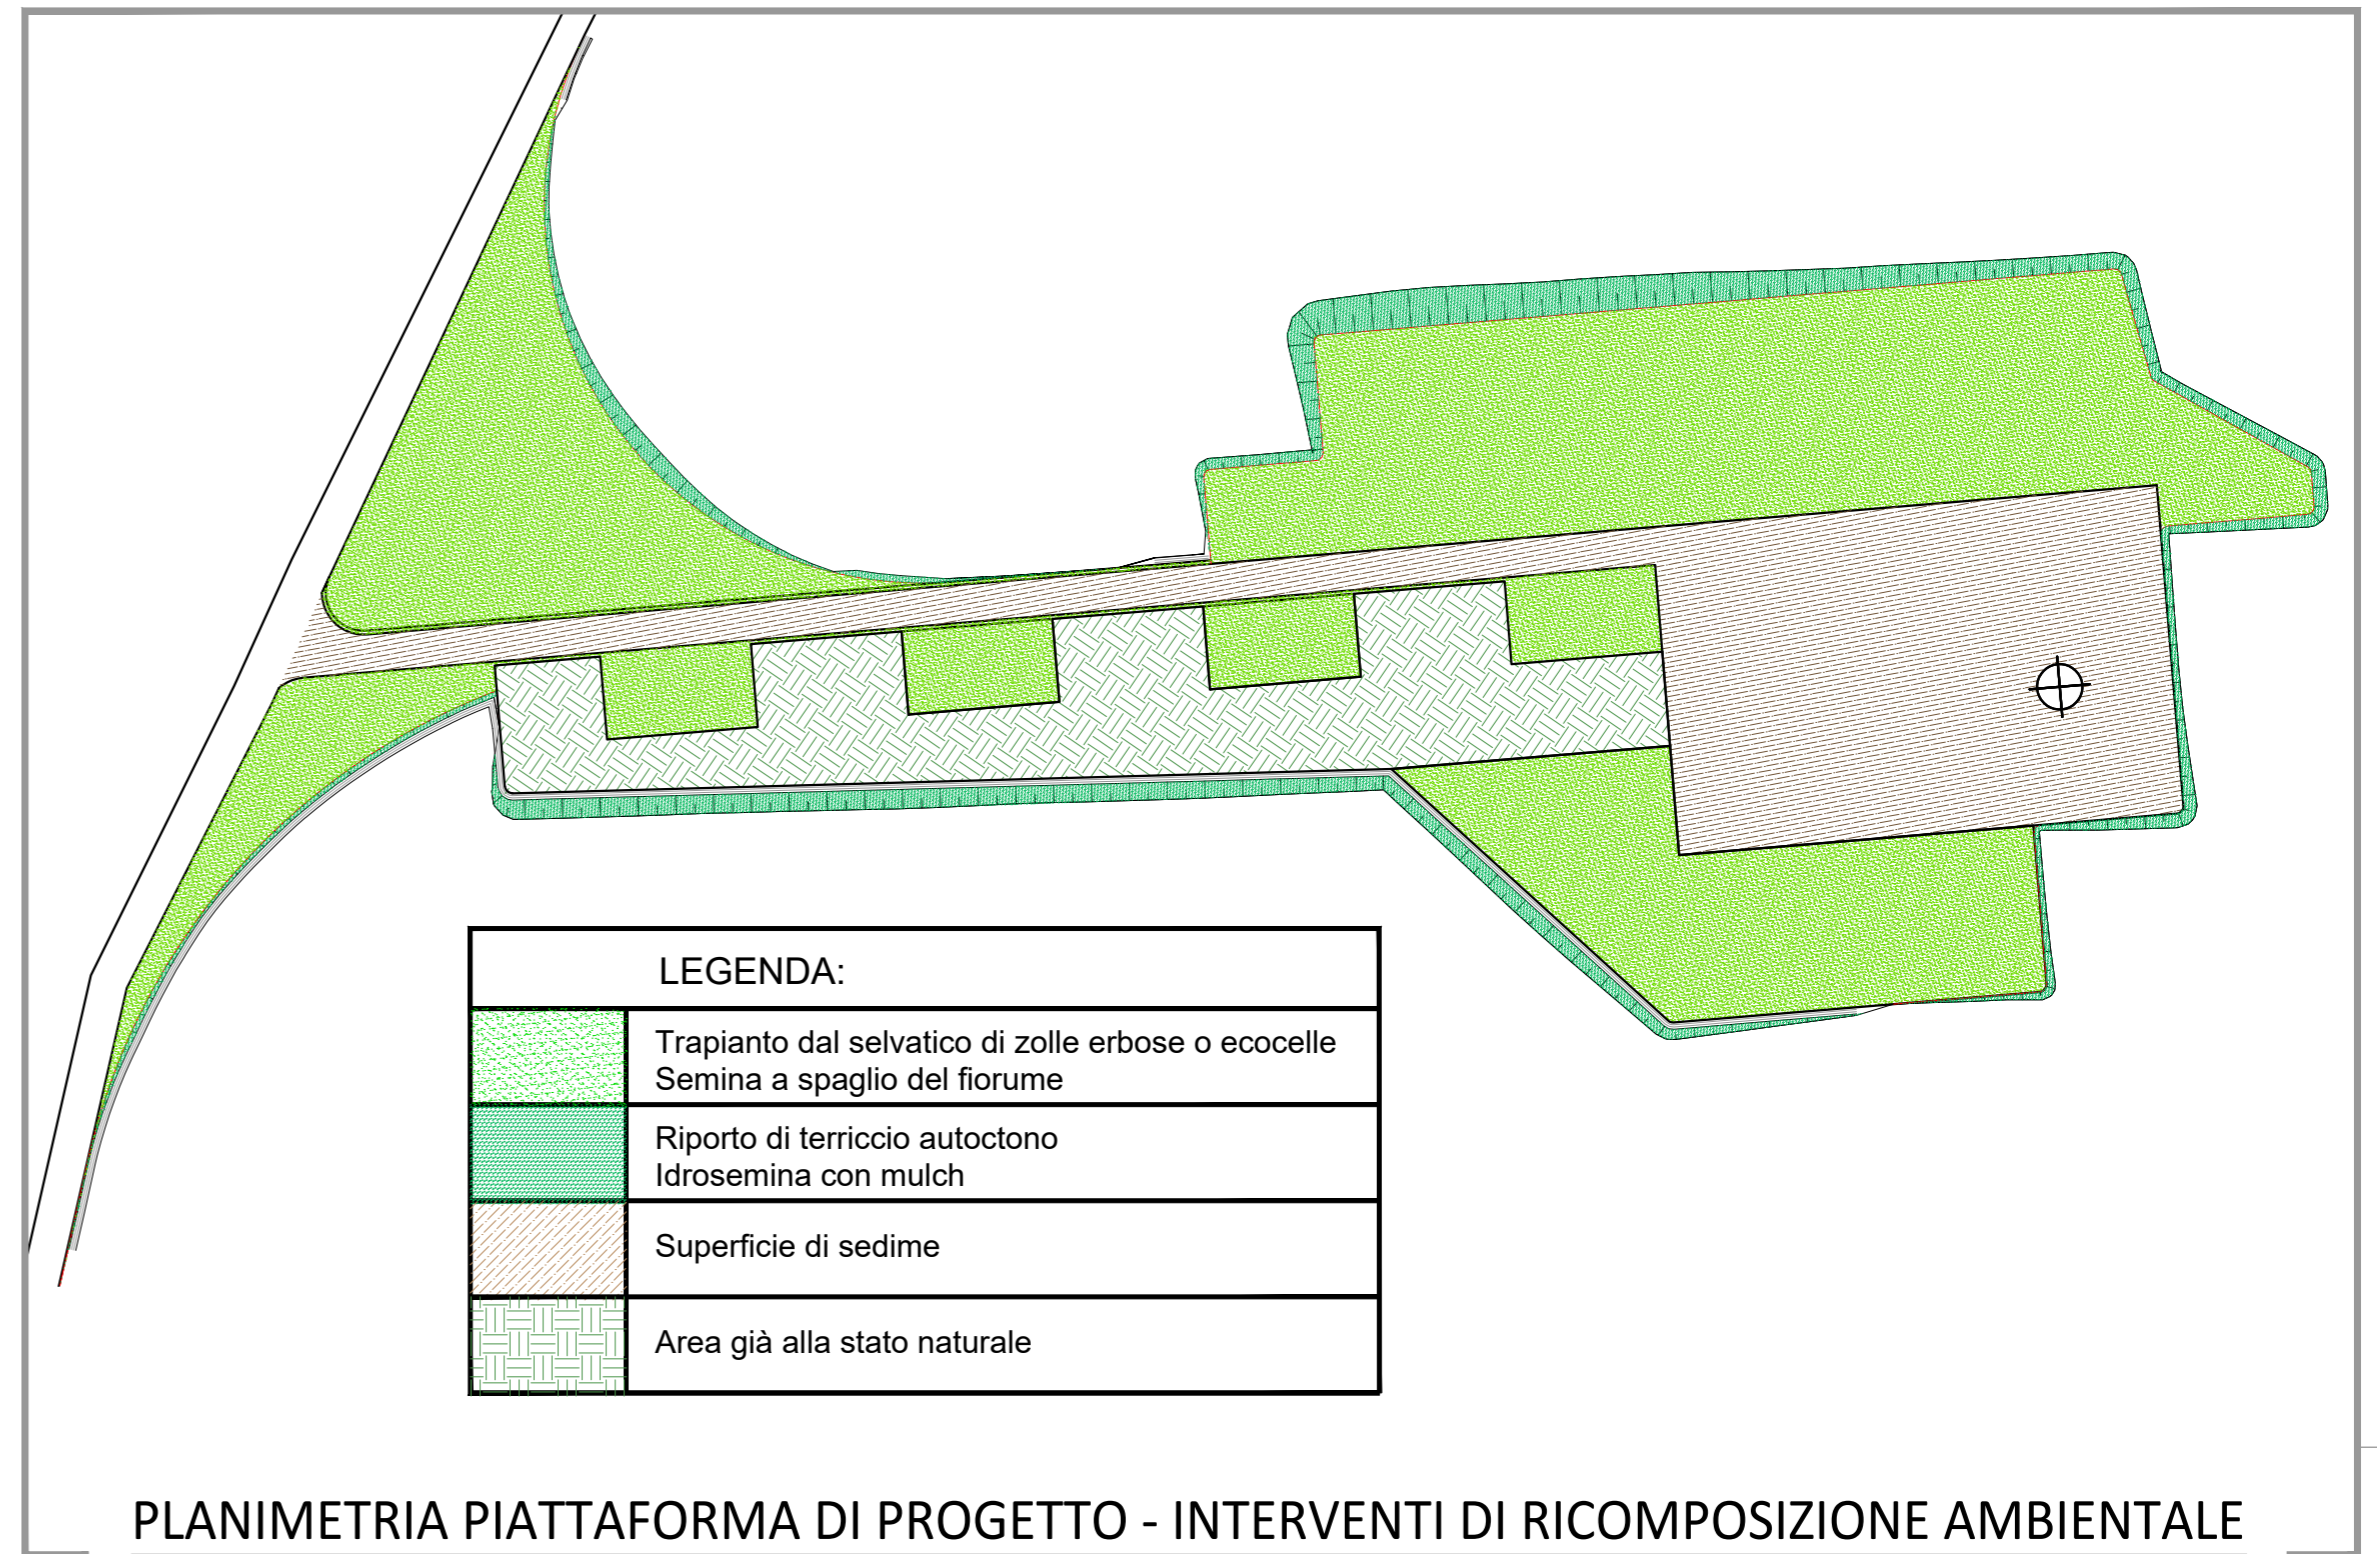 LEGENDA:
Trapianto dal selvatico di zolle erbose o ecocelle
Semina a spaglio del fiorume
Riporto di terriccio autoctono
Idrosemina con mulch
Superficie di sedime
Area già alla stato naturale
PLANIMETRIA PIATTAFORMA DI PROGETTO - INTERVENTI DI RICOMPOSIZIONE AMBIENTALE